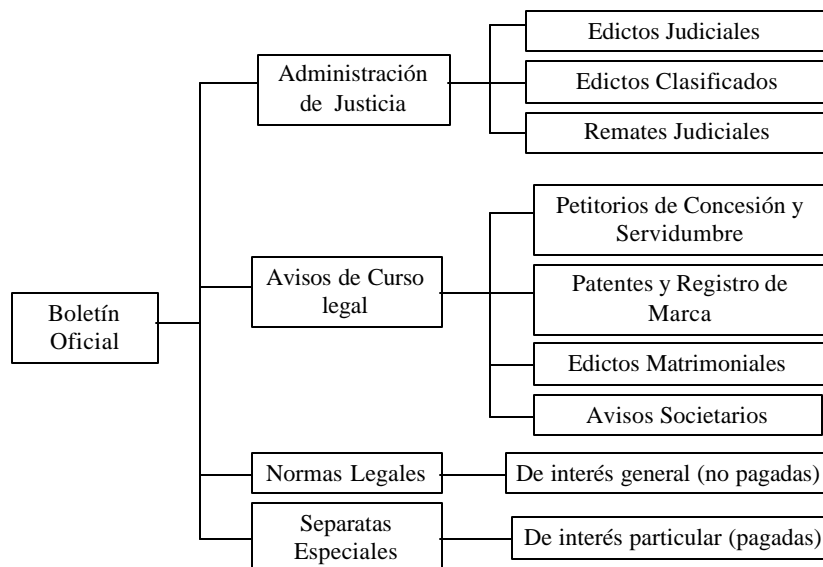 Boletín
Oficial
Administración
de Justicia
Edictos Judiciales
Edictos Clasificados
Remates Judiciales
Avisos de Curso
legal
Petitorios de Concesión y
Servidumbre
Patentes y Registro de
Marca
Edictos Matrimoniales
Avisos Societarios
Normas Legales
De interés general (no pagadas)
Separatas
Especiales
De interés particular (pagadas)